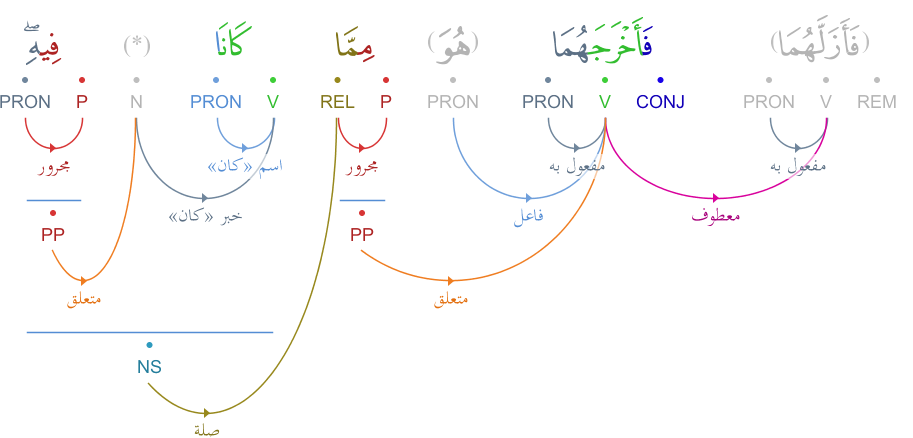 (فَأَزَلَّهُمَا) فَأَخْرَجَهُمَا (هُوَ) مِمَّا كَانَا (*) فِيهِ ۖ
REM V PRON CONJ V PRON PRON P REL V PRON N P PRON
مفعول به مفعول به مجرور اسم «كان» مجرور
معطوف فاعل خبر «كان»
PP PP
متعلق متعلق
NS
صلة